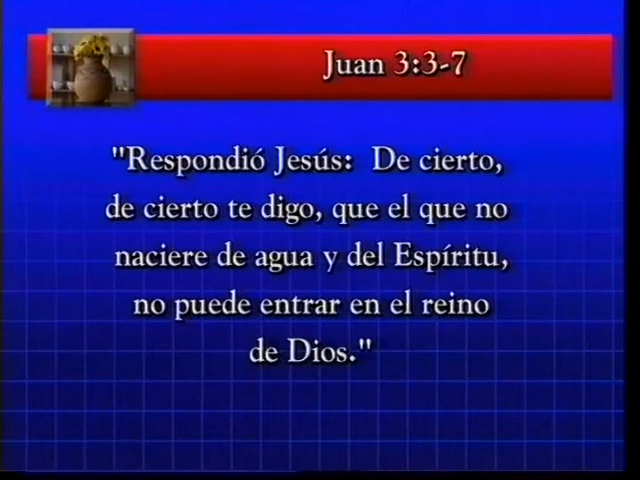 Juan 3:3-7
"Respondió Jesús: De cierto,
de cierto te digo, que el que no
naciere de agua y del Espíritu,
no puede entrar en el reino
de Dios."